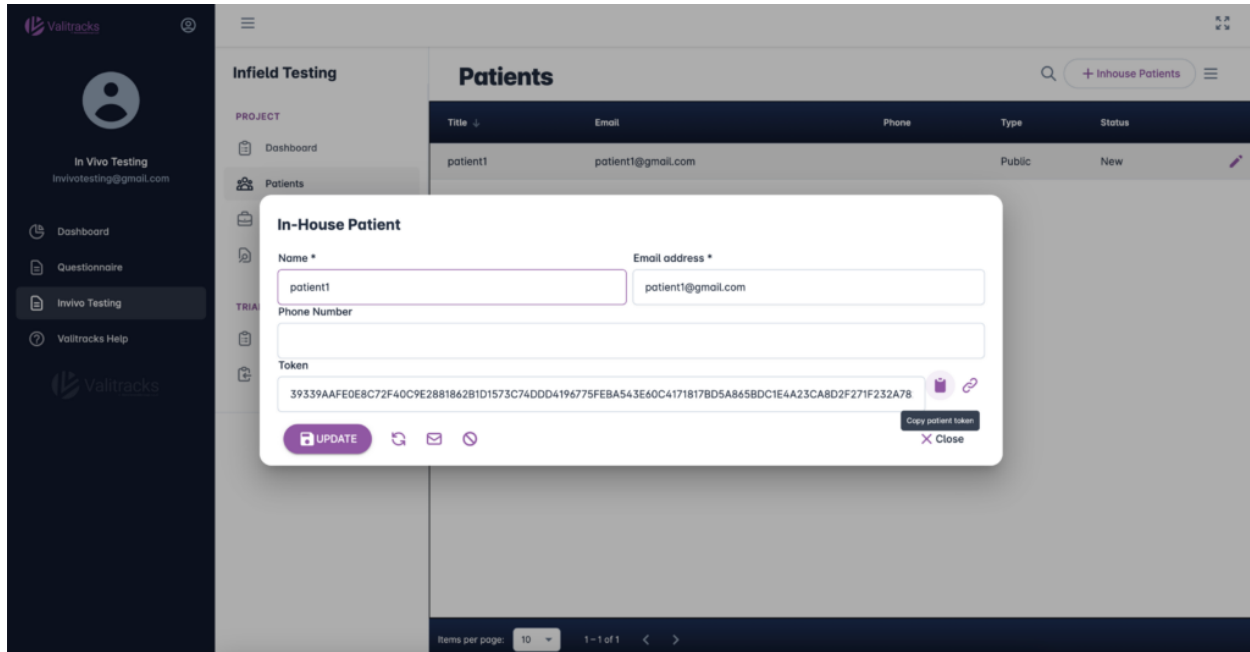 Valitracks
In Vivo Testing
Invivotesting@gmail.com
Dashboard
Questionnaire
Invivo Testing
Valitracks Help
Valitracks
Infield Testing
PROJECT
Dashboard
Patients
TRIA
Patients
+ Inhouse Patients
Title ↓ Email Phone Type Status
patient1 patient1@gmail.com Public New
In-House Patient
Name * Email address *
patient1 patient1@gmail.com
Phone Number
Token
39339AAFE0E8C72F40C9E2881862B1D1573C74DDD4196775FEBA543E60C4171817BD5A865BDC1E4A23CA8D2F271F232A78
Copy patient token
UPDATE Close
Items per page: 10 1–1 of 1